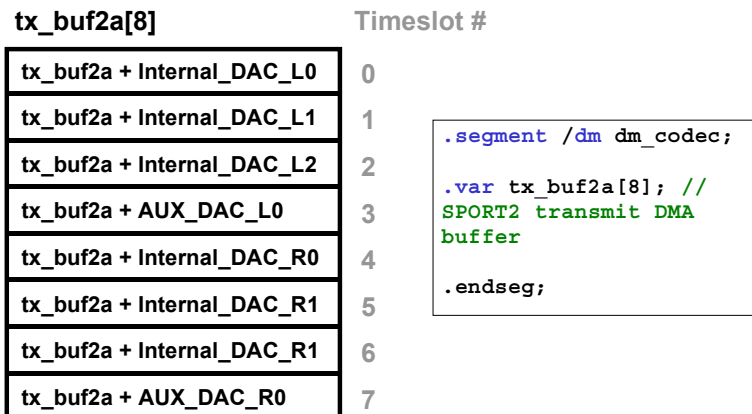 tx_buf2a[8] Timeslot #
tx_buf2a + Internal_DAC_L0 0
tx_buf2a + Internal_DAC_L1 1
tx_buf2a + Internal_DAC_L2 2
tx_buf2a + AUX_DAC_L0 3
tx_buf2a + Internal_DAC_R0 4
tx_buf2a + Internal_DAC_R1 5
tx_buf2a + Internal_DAC_R1 6
tx_buf2a + AUX_DAC_R0 7
.segment /dm dm_codec;
.var tx_buf2a[8]; //
SPORT2 transmit DMA
buffer
.endseg;